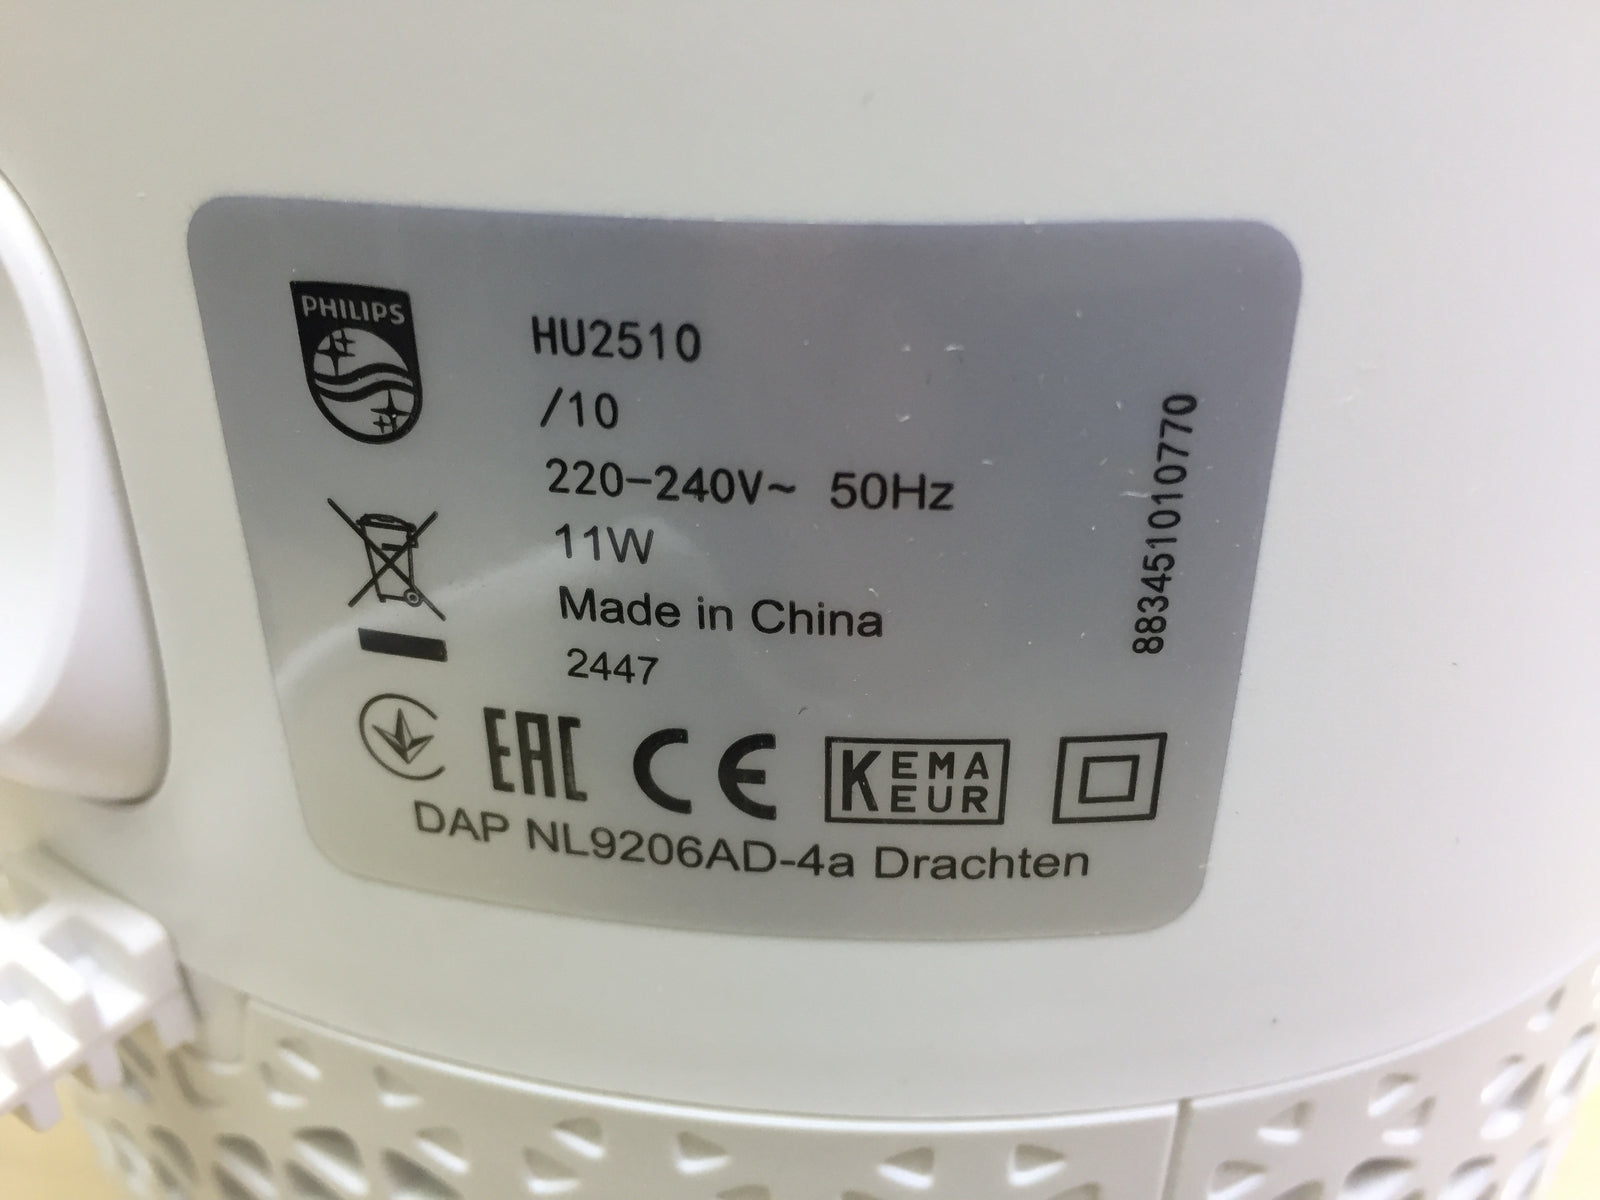 PHILIPS
HU2510
/10
220-240V~ 50Hz
11W
Made in China
2447
883451010770
EAC CE KEMA EUR
DAP NL9206AD-4a Drachten